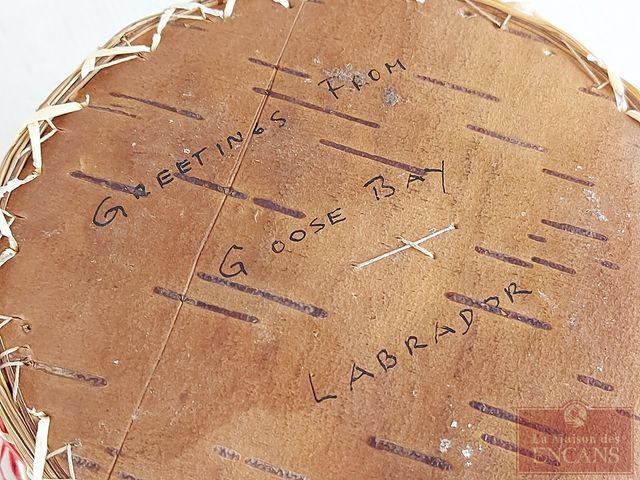 GREETINGS FROM
GOOSE BAY
LABRADOR
La Maison des
ENCANS